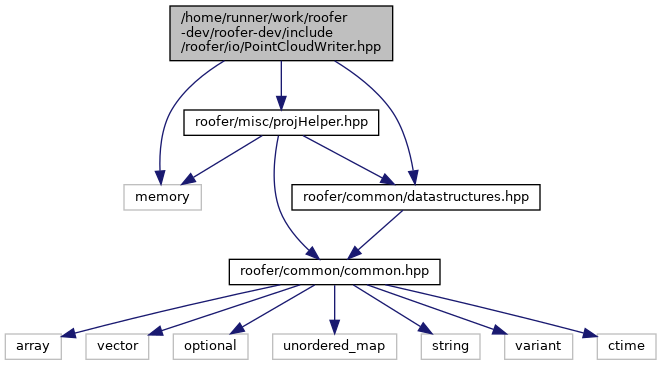 /home/runner/work/roofer
-dev/roofer-dev/include
/roofer/io/PointCloudWriter.hpp
roofer/misc/projHelper.hpp
memory
roofer/common/datastructures.hpp
roofer/common/common.hpp
array
vector
optional
unordered_map
string
variant
ctime